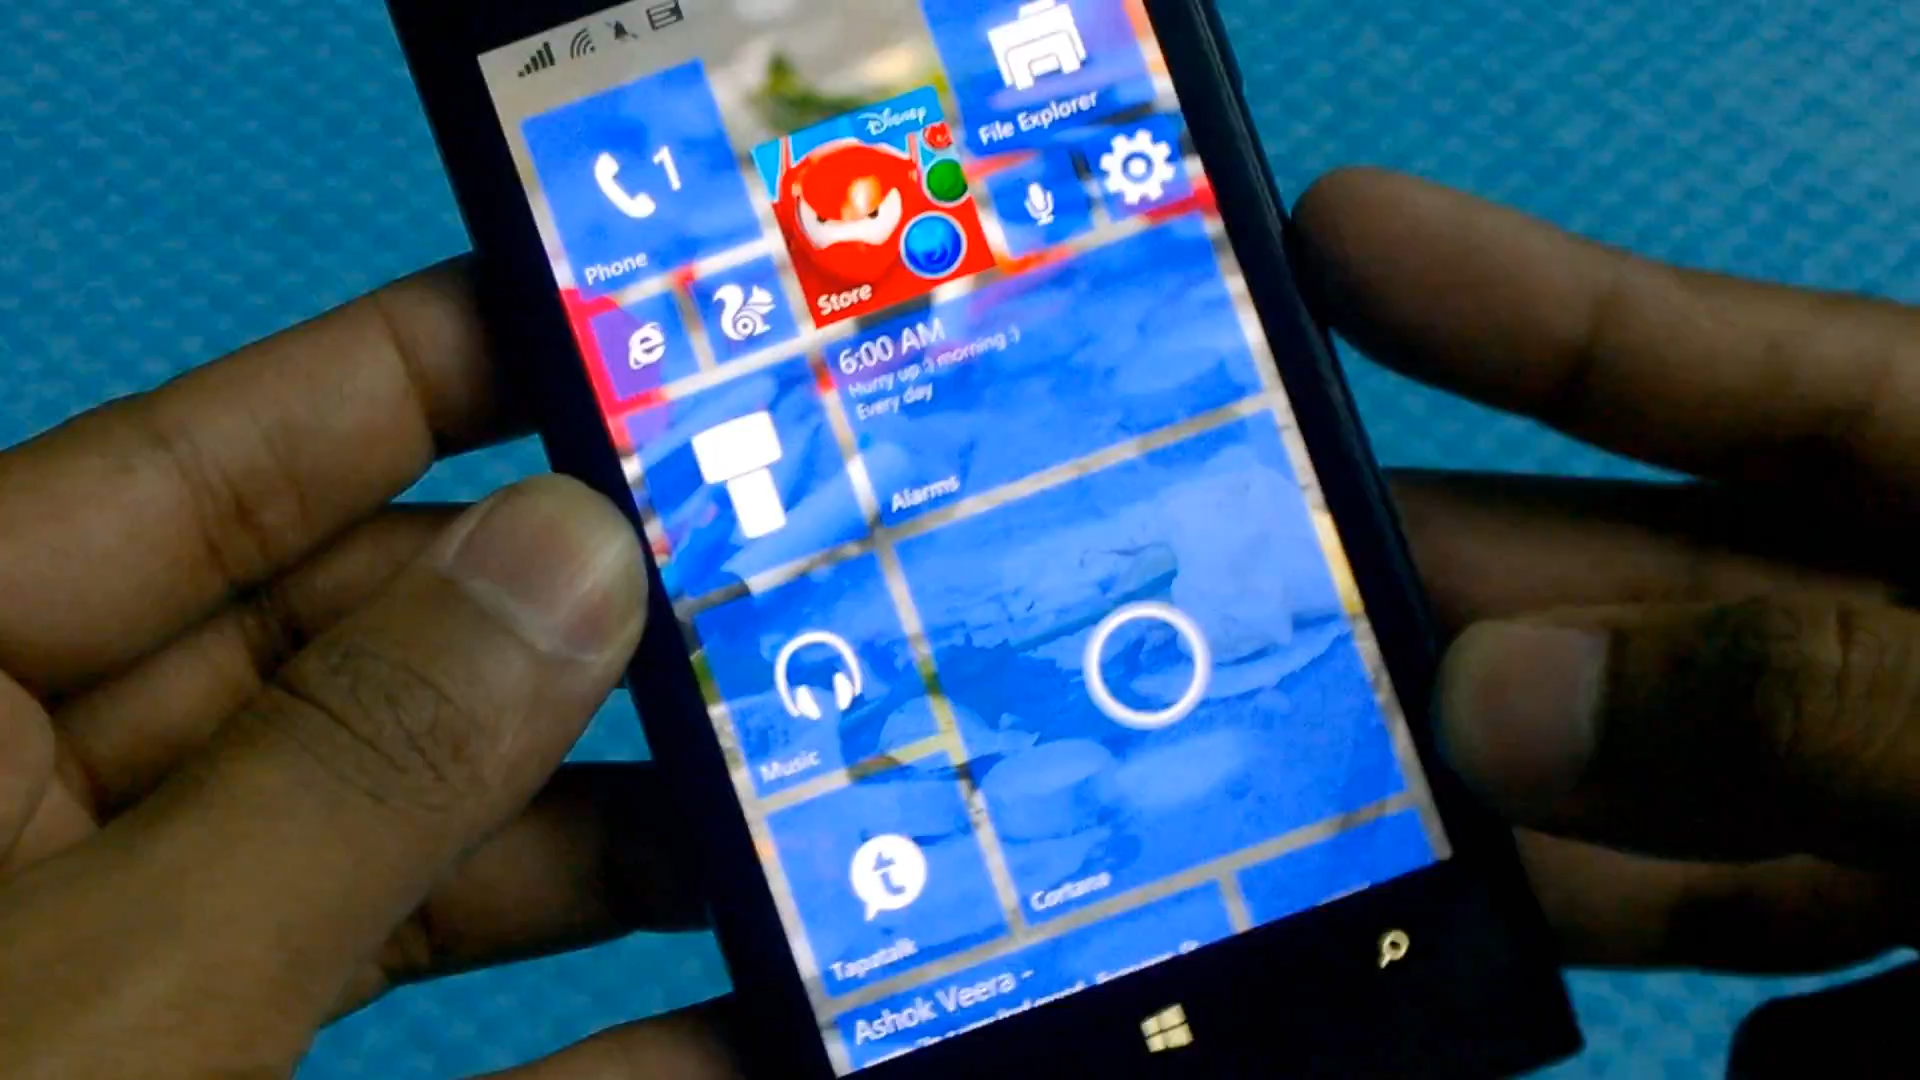 File Explorer
Disney
1
Phone
Store
6:00 AM
Hurry up :) morning :)
Every day
Alarms
Music
Cortana
Tapatalk
Ashok Veera -